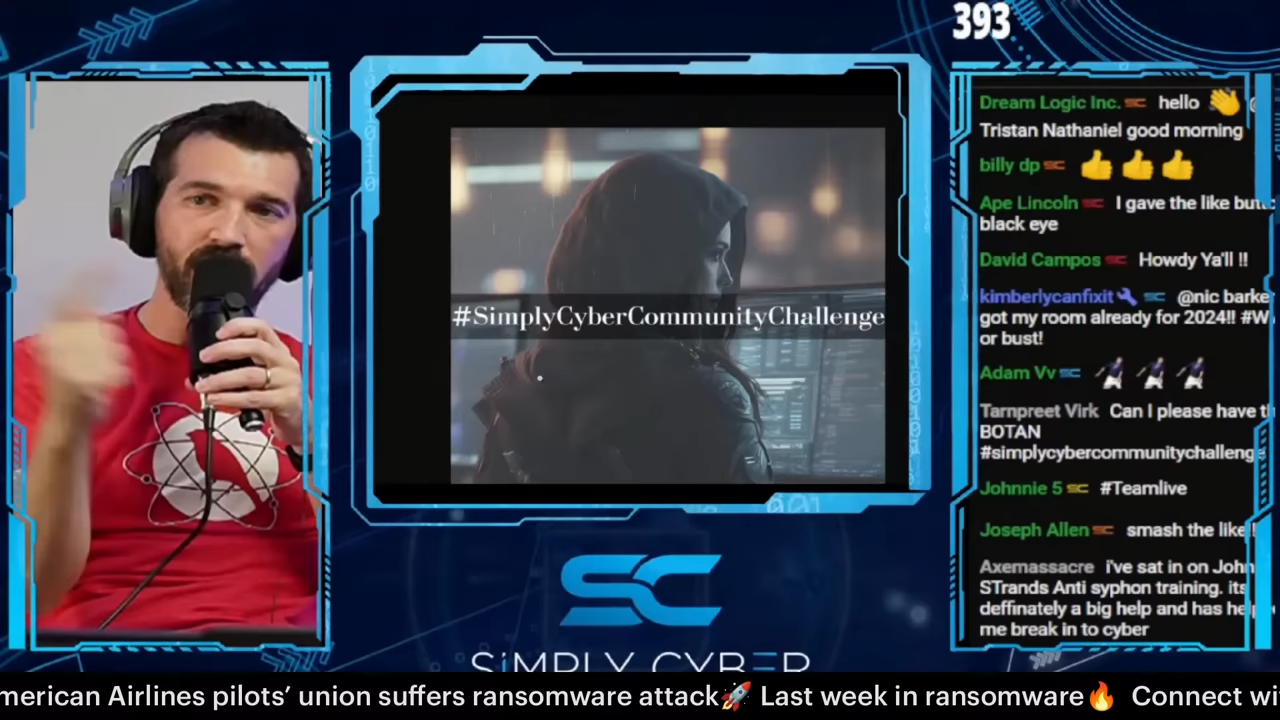 393
#SimplyCyberCommunityChallenge
SC
SiMPLY CYBER
Dream Logic Inc. hello
Tristan Nathaniel good morning
billy dp
Ape Lincoln I gave the like
black eye
David Campos Howdy Ya'll !!
kimberlycanfixit @nic barke
got my room already for 2024!! #W
or bust!
Adam Vv
Tarnpreet Virk Can I please have
BOTAN
#simplycybercommunitychalleng
Johnnie 5 #Teamlive
Joseph Allen smash the like!!
Axemassacre i've sat in on John
STrands Anti syphon training. its
deffinately a big help and has
me break in to cyber
merican Airlines pilots’ union suffers ransomware attack🚀 Last week in ransomware🔥 Connect wi